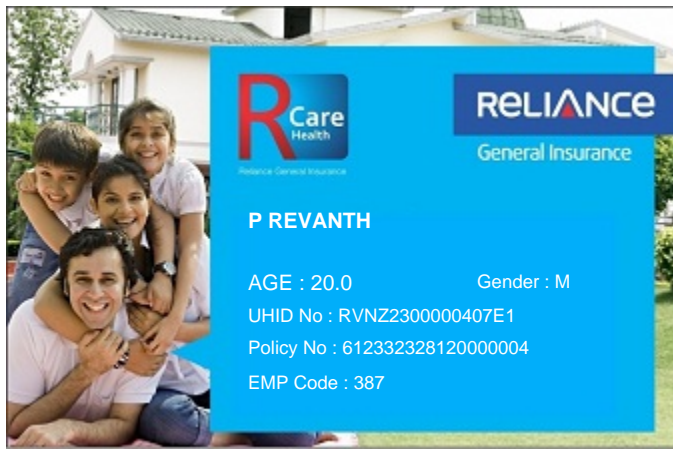 R Care
Health
Reliance General Insurance
RELIANCE
General Insurance
P REVANTH
AGE : 20.0 Gender : M
UHID No : RVNZ2300000407E1
Policy No : 612332328120000004
EMP Code : 387